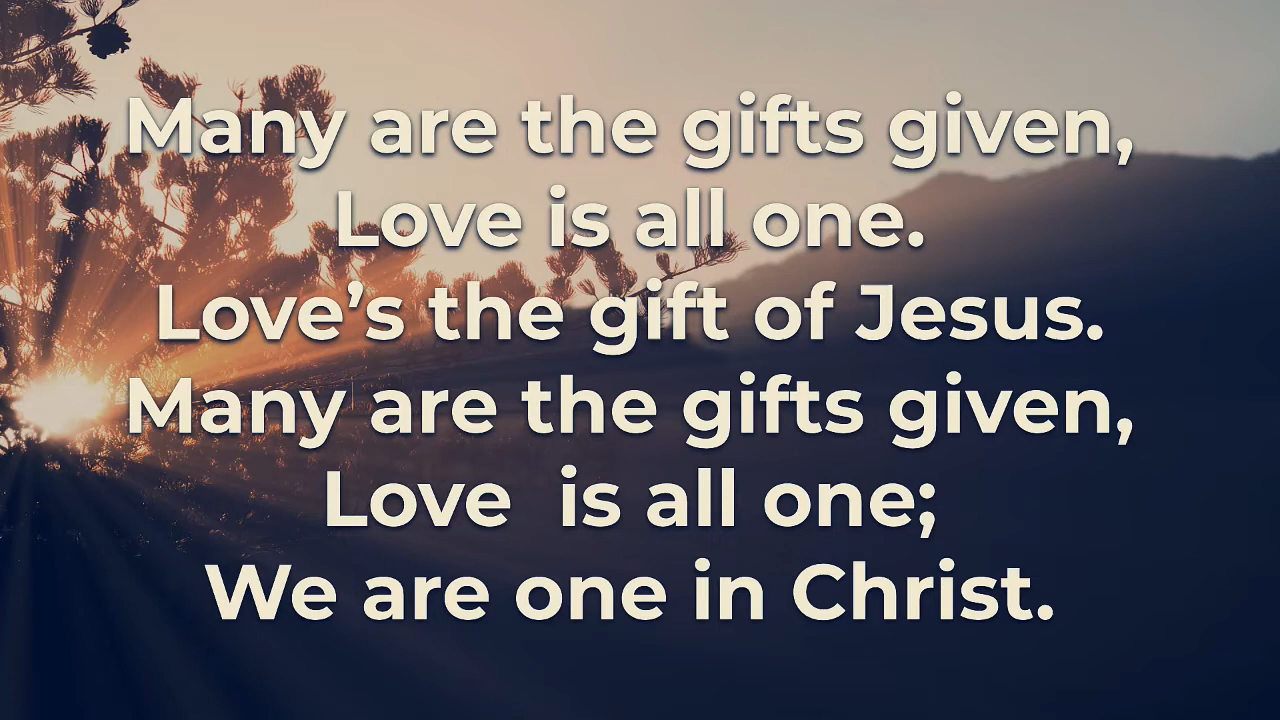 Many are the gifts given,
Love is all one.
Love’s the gift of Jesus.
Many are the gifts given,
Love  is all one;
We are one in Christ.